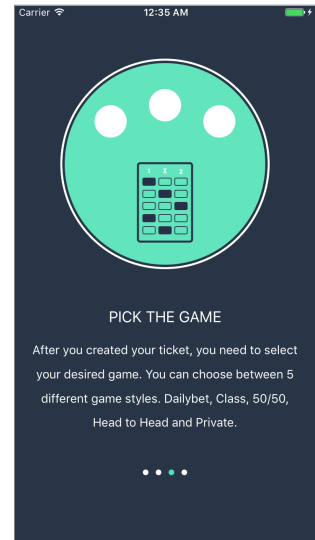 Carrier 12:35 AM
1 X 2
PICK THE GAME
After you created your ticket, you need to select
your desired game. You can choose between 5
different game styles. Dailybet, Class, 50/50,
Head to Head and Private.